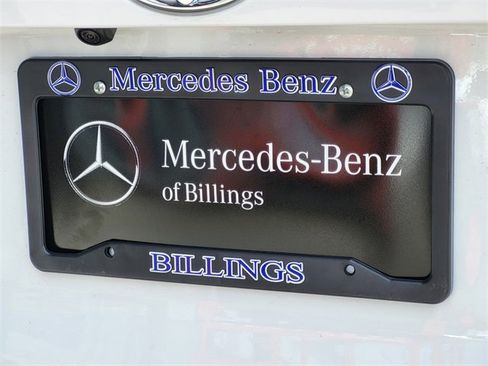 Mercedes Benz
Mercedes-Benz
of Billings
BILLINGS